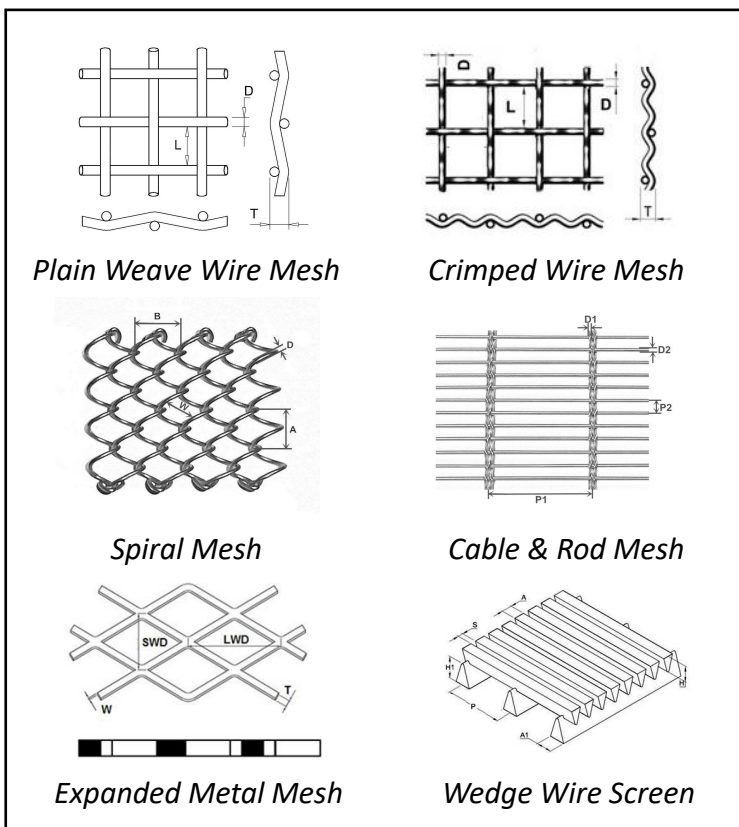 D
L
T
Plain Weave Wire Mesh
D
D
L
T
Crimped Wire Mesh
B
D
W
A
Spiral Mesh
D1
D2
P2
P1
Cable & Rod Mesh
SWD
LWD
W
T
Expanded Metal Mesh
A
S
H1
P
H
A1
Wedge Wire Screen